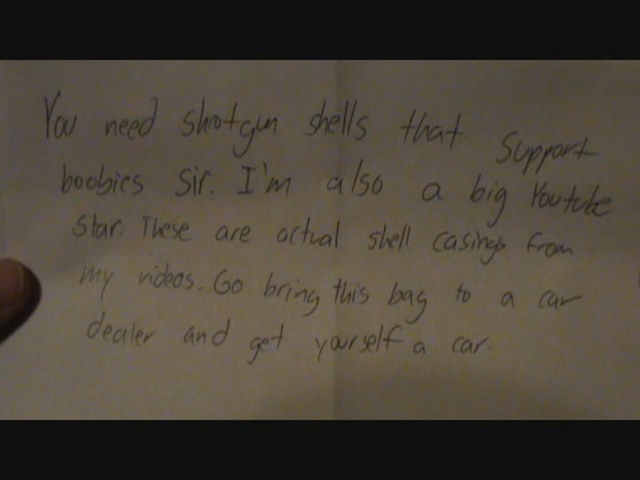 You need shotgun shells that support
boobies Sir. I'm also a big Youtube
Star. These are actual shell casings from
my videos. Go bring this bag to a car
dealer and get yourself a car.